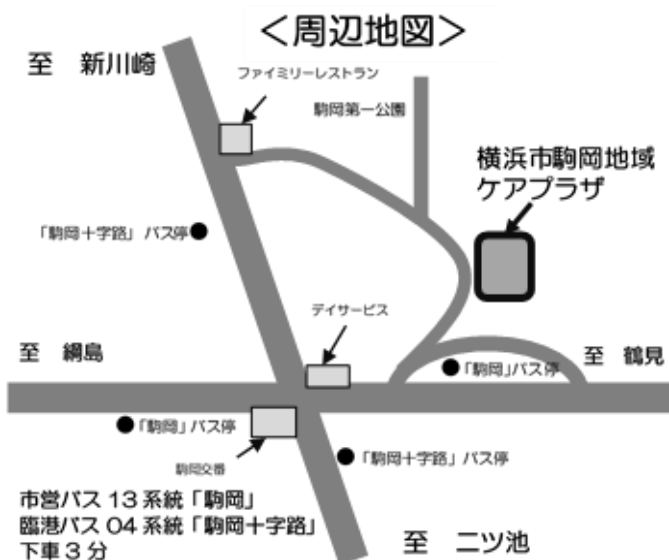 ＜周辺地図＞
至　新川崎
ファイミリーレストラン
駒岡第一公園
横浜市駒岡地域
ケアプラザ
「駒岡十字路」バス停
デイサービス
至　綱島
至　鶴見
「駒岡」バス停
「駒岡」バス停
駒岡交番
「駒岡十字路」バス停
市営バス 13 系統「駒岡」
臨港バス 04 系統「駒岡十字路」
下車 3 分
至　二ツ池